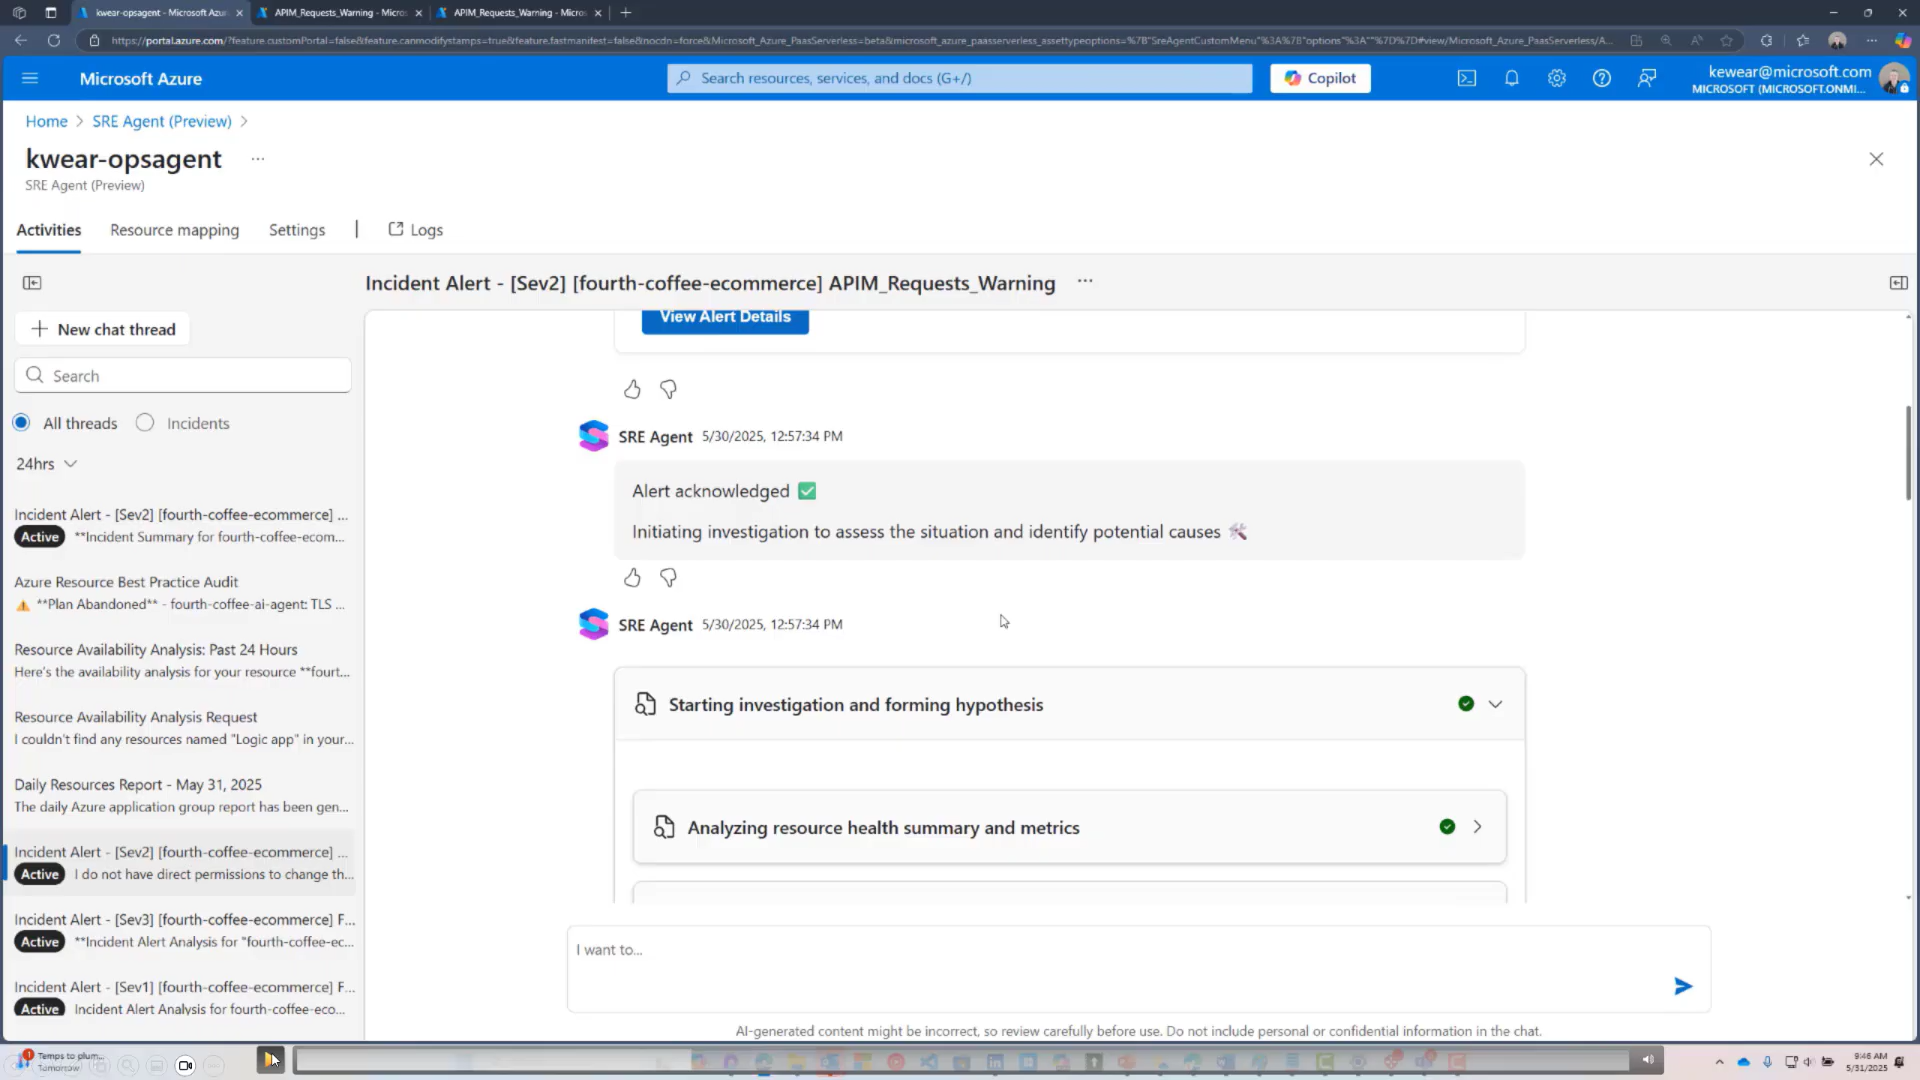 kwear-opsagent - Microsoft Azur
APIM_Requests_Warning - Micros
APIM_Requests_Warning - Micros
https://portal.azure.com/?feature.customPortal=false&feature.canmodifystamps=true&feature.fastmanifest=false&nocdn=force&Microsoft_Azure_PaasServerless=beta&microsoft_azure_paasserverless_assettypeoptions=%7B"SreAgentCustomMenu"%3A%7B"options"%3A""%7D%7D#view/Microsoft_Azure_PaasServerless/A...
Microsoft Azure
Search resources, services, and docs (G+/)
Copilot
kewear@microsoft.com
MICROSOFT (MICROSOFT.ONMI...
Home > SRE Agent (Preview) >
kwear-opsagent ...
SRE Agent (Preview)
Activities
Resource mapping
Settings
Logs
Incident Alert - [Sev2] [fourth-coffee-ecommerce] APIM_Requests_Warning ...
New chat thread
Search
All threads
Incidents
24hrs
Incident Alert - [Sev2] [fourth-coffee-ecommerce] ...
Active **Incident Summary for fourth-coffee-ecom...
Azure Resource Best Practice Audit
**Plan Abandoned** - fourth-coffee-ai-agent: TLS ...
Resource Availability Analysis: Past 24 Hours
Here's the availability analysis for your resource **fourt...
Resource Availability Analysis Request
I couldn't find any resources named "Logic app" in your...
Daily Resources Report - May 31, 2025
The daily Azure application group report has been gen...
Incident Alert - [Sev2] [fourth-coffee-ecommerce] ...
Active I do not have direct permissions to change th...
Incident Alert - [Sev3] [fourth-coffee-ecommerce] F...
Active **Incident Alert Analysis for "fourth-coffee-ec...
Incident Alert - [Sev1] [fourth-coffee-ecommerce] F...
Active Incident Alert Analysis for fourth-coffee-eco...
View Alert Details
SRE Agent 5/30/2025, 12:57:34 PM
Alert acknowledged ✅
Initiating investigation to assess the situation and identify potential causes 🛠️
SRE Agent 5/30/2025, 12:57:34 PM
Starting investigation and forming hypothesis
Analyzing resource health summary and metrics
I want to...
AI-generated content might be incorrect, so review carefully before use. Do not include personal or confidential information in the chat.
1
Temps to plum...
Tomorrow
9:46 AM
5/31/2025